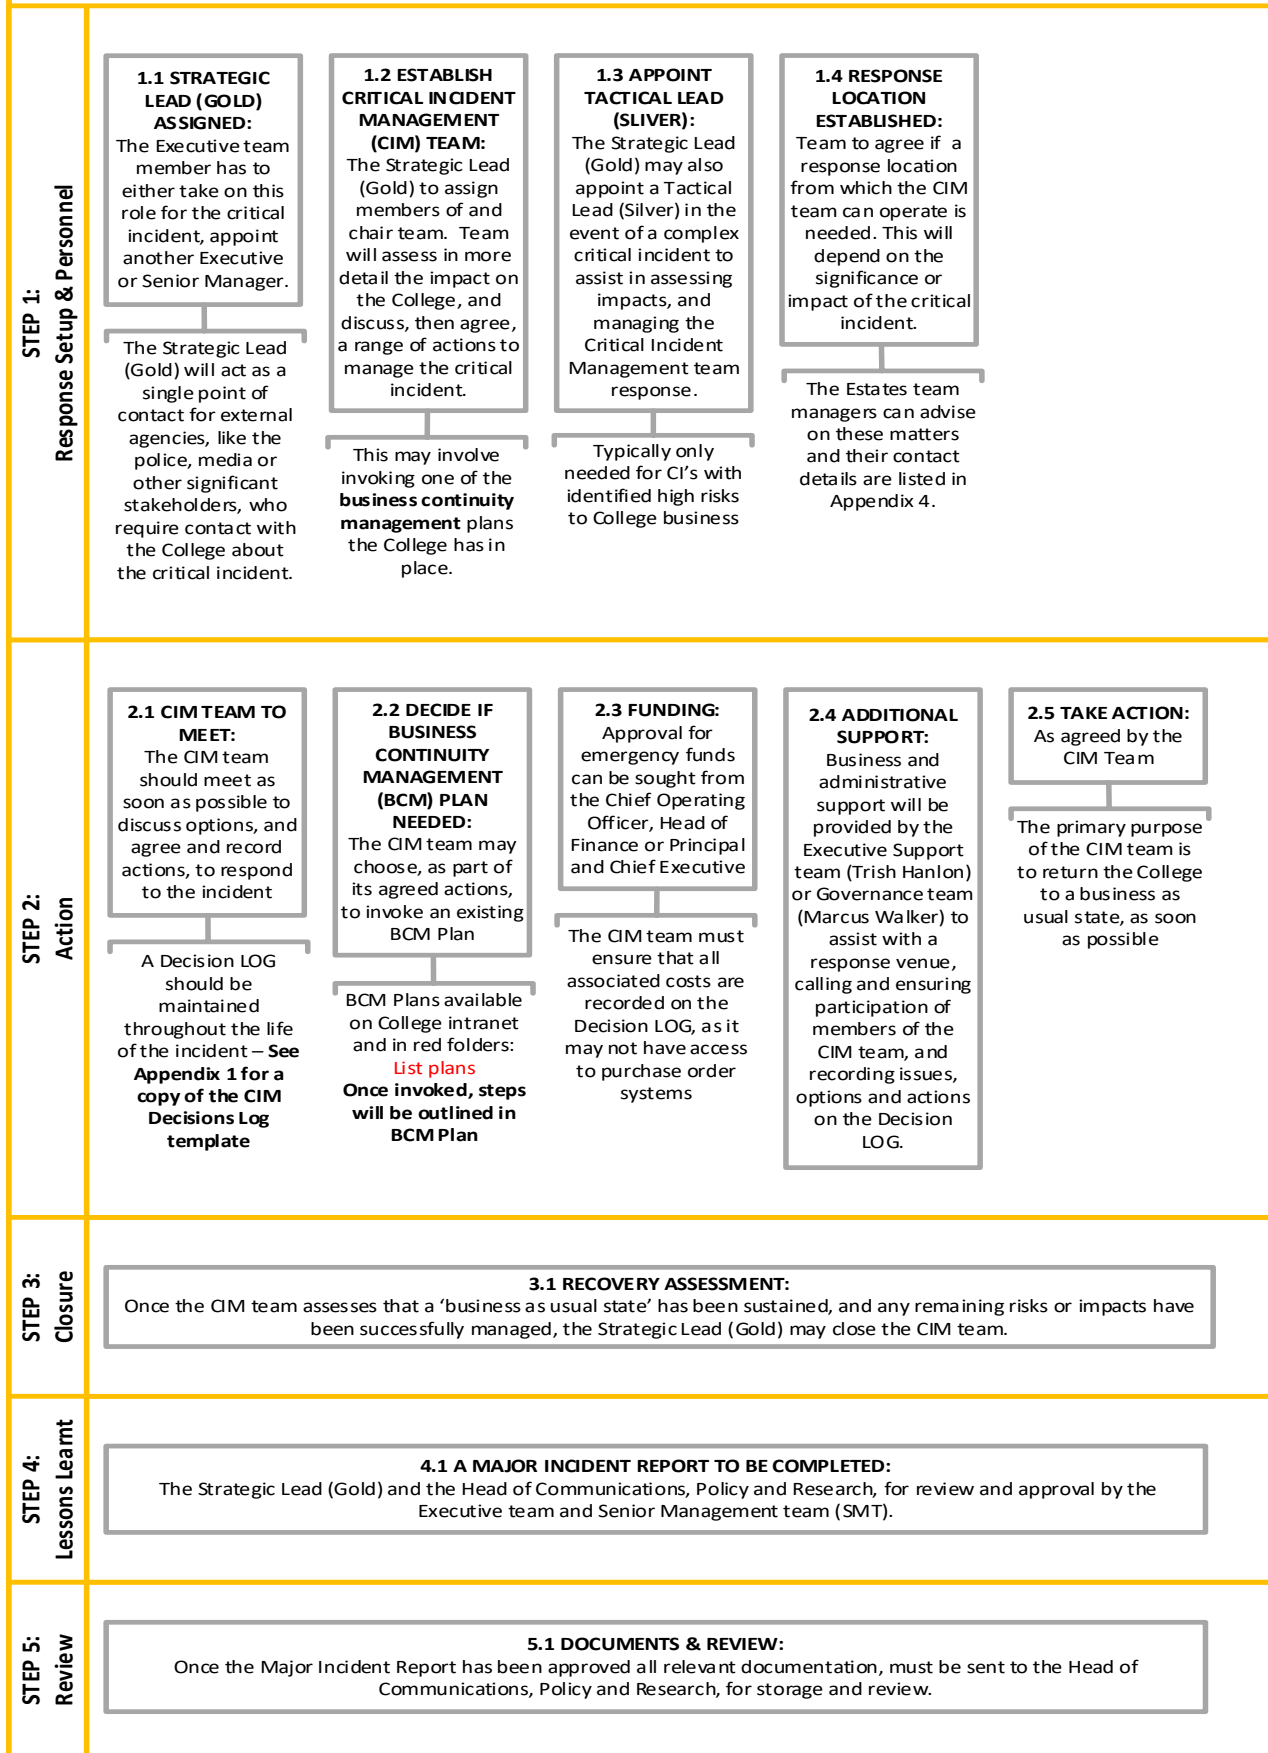 STEP 1:
Response Setup & Personnel
1.1 STRATEGIC
LEAD (GOLD)
ASSIGNED:
The Executive team
member has to
either take on this
role for the critical
incident, appoint
another Executive
or Senior Manager.
The Strategic Lead
(Gold) will act as a
single point of
contact for external
agencies, like the
police, media or
other significant
stakeholders, who
require contact with
the College about
the critical incident.
1.2 ESTABLISH
CRITICAL INCIDENT
MANAGEMENT
(CIM) TEAM:
The Strategic Lead
(Gold) to assign
members of and
chair team. Team
will assess in more
detail the impact on
the College, and
discuss, then agree,
a range of actions to
manage the critical
incident.
This may involve
invoking one of the
business continuity
management plans
the College has in
place.
1.3 APPOINT
TACTICAL LEAD
(SLIVER):
The Strategic Lead
(Gold) may also
appoint a Tactical
Lead (Silver) in the
event of a complex
critical incident to
assist in assessing
impacts, and
managing the
Critical Incident
Management team
response.
Typically only
needed for CI’s with
identified high risks
to College business
1.4 RESPONSE
LOCATION
ESTABLISHED:
Team to agree if a
response location
from which the CIM
team can operate is
needed. This will
depend on the
significance or
impact of the critical
incident.
The Estates team
managers can advise
on these matters
and their contact
details are listed in
Appendix 4.
STEP 2:
Action
2.1 CIM TEAM TO
MEET:
The CIM team
should meet as
soon as possible to
discuss options, and
agree and record
actions, to respond
to the incident
A Decision LOG
should be
maintained
throughout the life
of the incident – See
Appendix 1 for a
copy of the CIM
Decisions Log
template
2.2 DECIDE IF
BUSINESS
CONTINUITY
MANAGEMENT
(BCM) PLAN
NEEDED:
The CIM team may
choose, as part of
its agreed actions,
to invoke an existing
BCM Plan
BCM Plans available
on College intranet
and in red folders:
List plans
Once invoked, steps
will be outlined in
BCM Plan
2.3 FUNDING:
Approval for
emergency funds
can be sought from
the Chief Operating
Officer, Head of
Finance or Principal
and Chief Executive
The CIM team must
ensure that all
associated costs are
recorded on the
Decision LOG, as it
may not have access
to purchase order
systems
2.4 ADDITIONAL
SUPPORT:
Business and
administrative
support will be
provided by the
Executive Support
team (Trish Hanlon)
or Governance team
(Marcus Walker) to
assist with a
response venue,
calling and ensuring
participation of
members of the
CIM team, and
recording issues,
options and actions
on the Decision
LOG.
2.5 TAKE ACTION:
As agreed by the
CIM Team
The primary purpose
of the CIM team is
to return the College
to a business as
usual state, as soon
as possible
STEP 3:
Closure
3.1 RECOVERY ASSESSMENT:
Once the CIM team assesses that a ‘business as usual state’ has been sustained, and any remaining risks or impacts have
been successfully managed, the Strategic Lead (Gold) may close the CIM team.
STEP 4:
Lessons Learnt
4.1 A MAJOR INCIDENT REPORT TO BE COMPLETED:
The Strategic Lead (Gold) and the Head of Communications, Policy and Research, for review and approval by the
Executive team and Senior Management team (SMT).
STEP 5:
Review
5.1 DOCUMENTS & REVIEW:
Once the Major Incident Report has been approved all relevant documentation, must be sent to the Head of
Communications, Policy and Research, for storage and review.